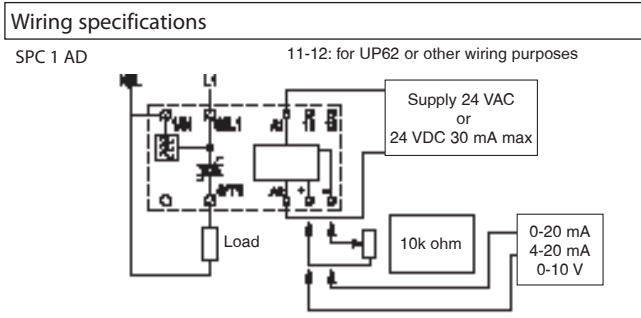 Wiring specifications
SPC 1 AD
11-12: for UP62 or other wiring purposes
L1
Supply 24 VAC
or
24 VDC 30 mA max
Load
10k ohm
0-20 mA
4-20 mA
0-10 V